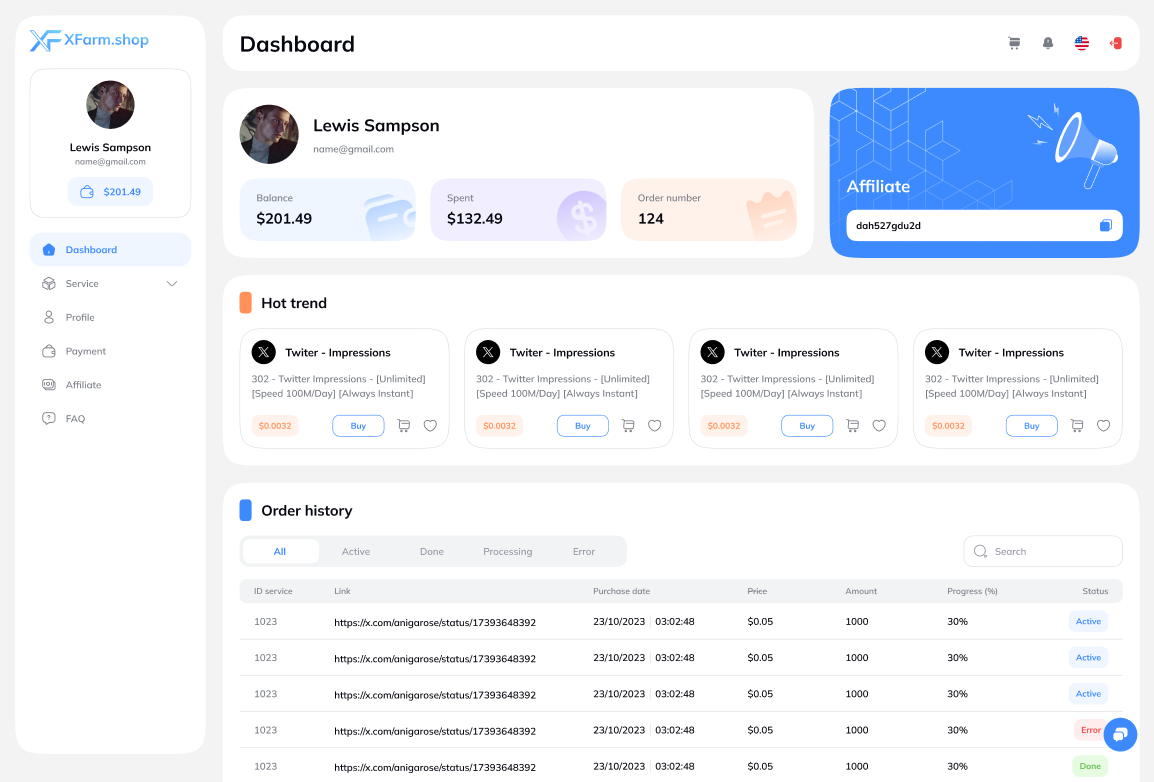 XFarm.shop
Lewis Sampson
name@gmail.com
$201.49
Dashboard
Service
Profile
Payment
Affiliate
FAQ
Dashboard
Lewis Sampson
name@gmail.com
Balance
$201.49
Spent
$132.49
Order number
124
Affiliate
dah527gdu2d
Hot trend
Twiter - Impressions
302 - Twitter Impressions - [Unlimited]
[Speed 100M/Day] [Always Instant]
$0.0032 Buy
Twiter - Impressions
302 - Twitter Impressions - [Unlimited]
[Speed 100M/Day] [Always Instant]
$0.0032 Buy
Twiter - Impressions
302 - Twitter Impressions - [Unlimited]
[Speed 100M/Day] [Always Instant]
$0.0032 Buy
Twiter - Impressions
302 - Twitter Impressions - [Unlimited]
[Speed 100M/Day] [Always Instant]
$0.0032 Buy
Order history
All Active Done Processing Error Search
ID service Link Purchase date Price Amount Progress (%) Status
1023 https://x.com/anigarose/status/17393648392 23/10/2023 03:02:48 $0.05 1000 30% Active
1023 https://x.com/anigarose/status/17393648392 23/10/2023 03:02:48 $0.05 1000 30% Active
1023 https://x.com/anigarose/status/17393648392 23/10/2023 03:02:48 $0.05 1000 30% Active
1023 https://x.com/anigarose/status/17393648392 23/10/2023 03:02:48 $0.05 1000 30% Error
1023 https://x.com/anigarose/status/17393648392 23/10/2023 03:02:48 $0.05 1000 30% Done